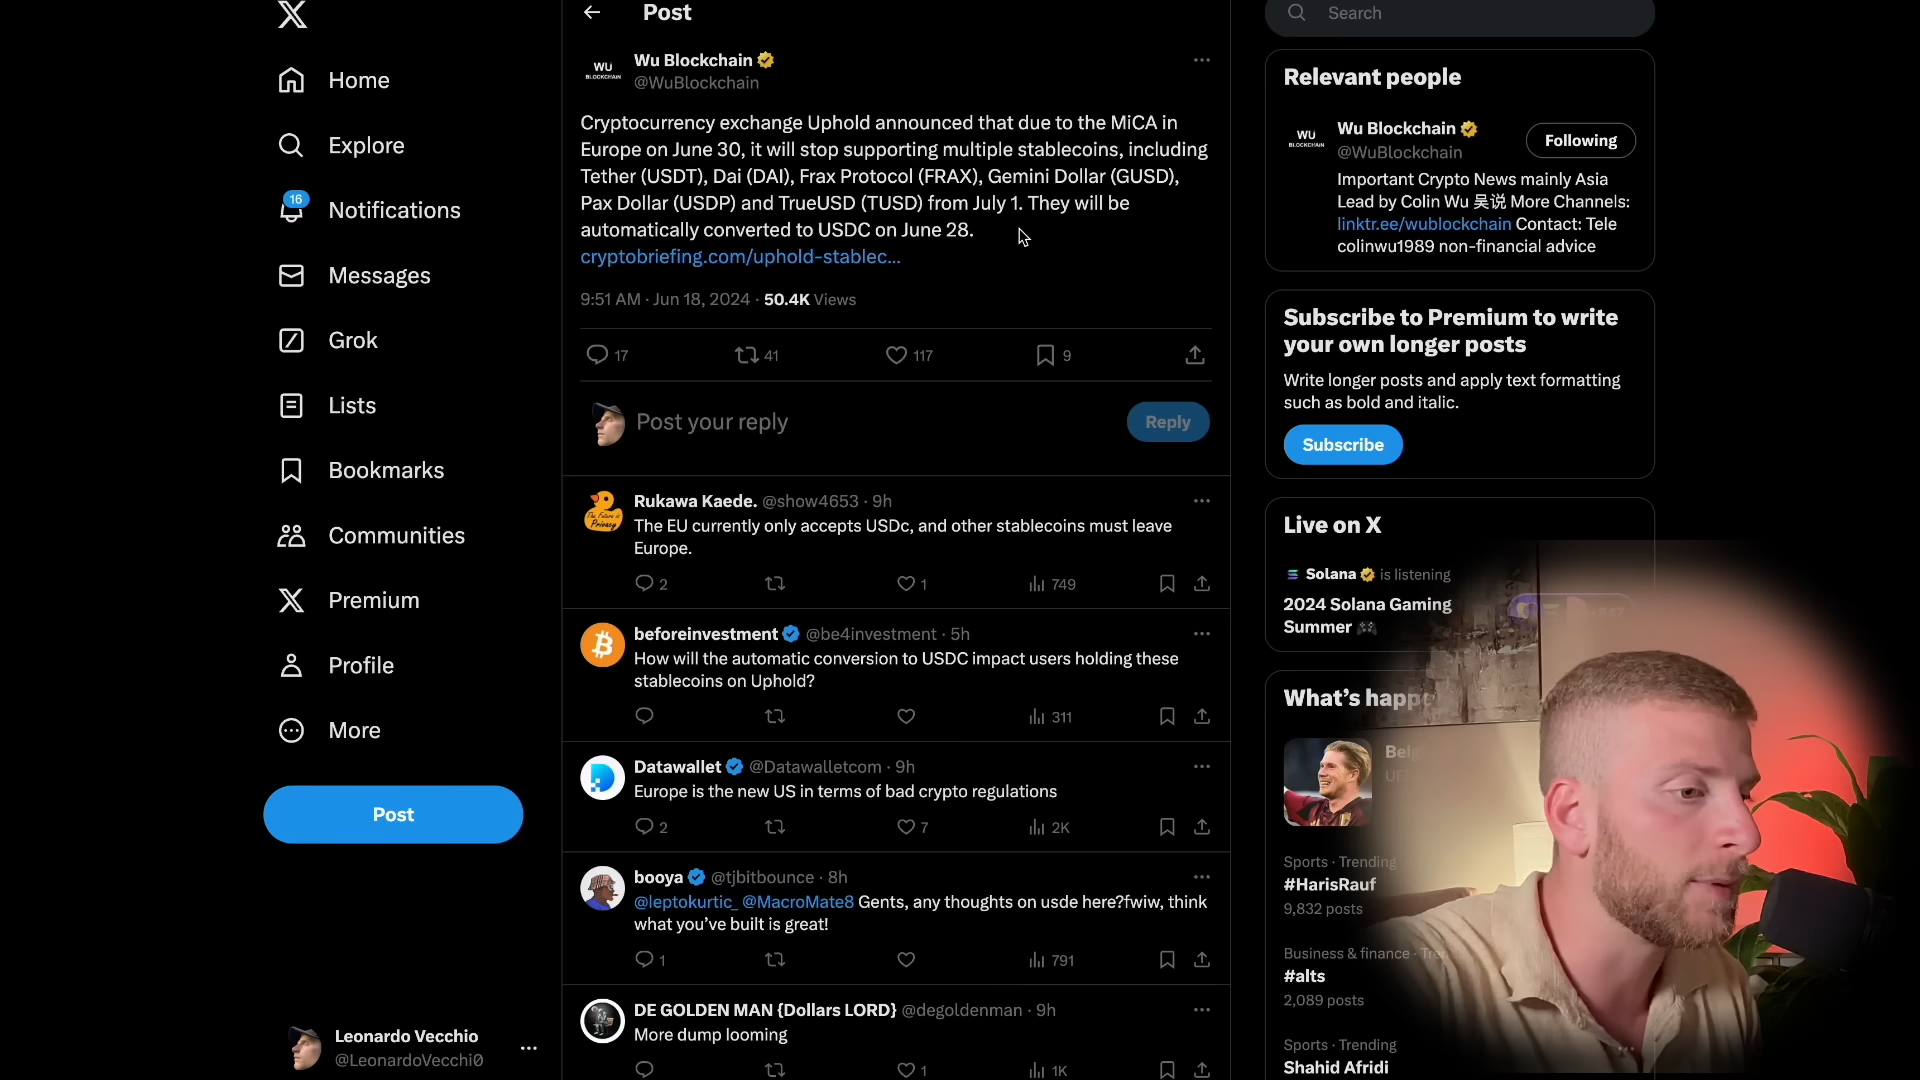 Home
Explore
16
Notifications
Messages
Grok
Lists
Bookmarks
Communities
Premium
Profile
More
Post
Leonardo Vecchio
@LeonardoVecchi0
Post
WU
BLOCKCHAIN
Wu Blockchain
@WuBlockchain
Cryptocurrency exchange Uphold announced that due to the MiCA in
Europe on June 30, it will stop supporting multiple stablecoins, including
Tether (USDT), Dai (DAI), Frax Protocol (FRAX), Gemini Dollar (GUSD),
Pax Dollar (USDP) and TrueUSD (TUSD) from July 1. They will be
automatically converted to USDC on June 28.
cryptobriefing.com/uphold-stablec...
9:51 AM · Jun 18, 2024 · 50.4K Views
17 41 117 9
Post your reply
Reply
The Future is Privacy
Rukawa Kaede. @show4653 · 9h
The EU currently only accepts USDc, and other stablecoins must leave
Europe.
2 1 749
beforeinvestment @be4investment · 5h
How will the automatic conversion to USDC impact users holding these
stablecoins on Uphold?
311
Datawallet @Datawalletcom · 9h
Europe is the new US in terms of bad crypto regulations
2 7 2K
booya @tjbitbounce · 8h
@leptokurtic_ @MacroMate8 Gents, any thoughts on usde here?fwiw, think
what you've built is great!
1 791
DE GOLDEN MAN {Dollars LORD} @degoldenman · 9h
More dump looming
1 1K
Search
Relevant people
WU
BLOCKCHAIN
Wu Blockchain
@WuBlockchain
Following
Important Crypto News mainly Asia
Lead by Colin Wu 吴说 More Channels:
linktr.ee/wublockchain Contact: Tele
colinwu1989 non-financial advice
Subscribe to Premium to write
your own longer posts
Write longer posts and apply text formatting
such as bold and italic.
Subscribe
Live on X
Solana is listening
2024 Solana Gaming
Summer
What's happe
Belg
UE
Sports · Trending
#HarisRauf
9,832 posts
Business & finance · Tre
#alts
2,089 posts
Sports · Trending
Shahid Afridi